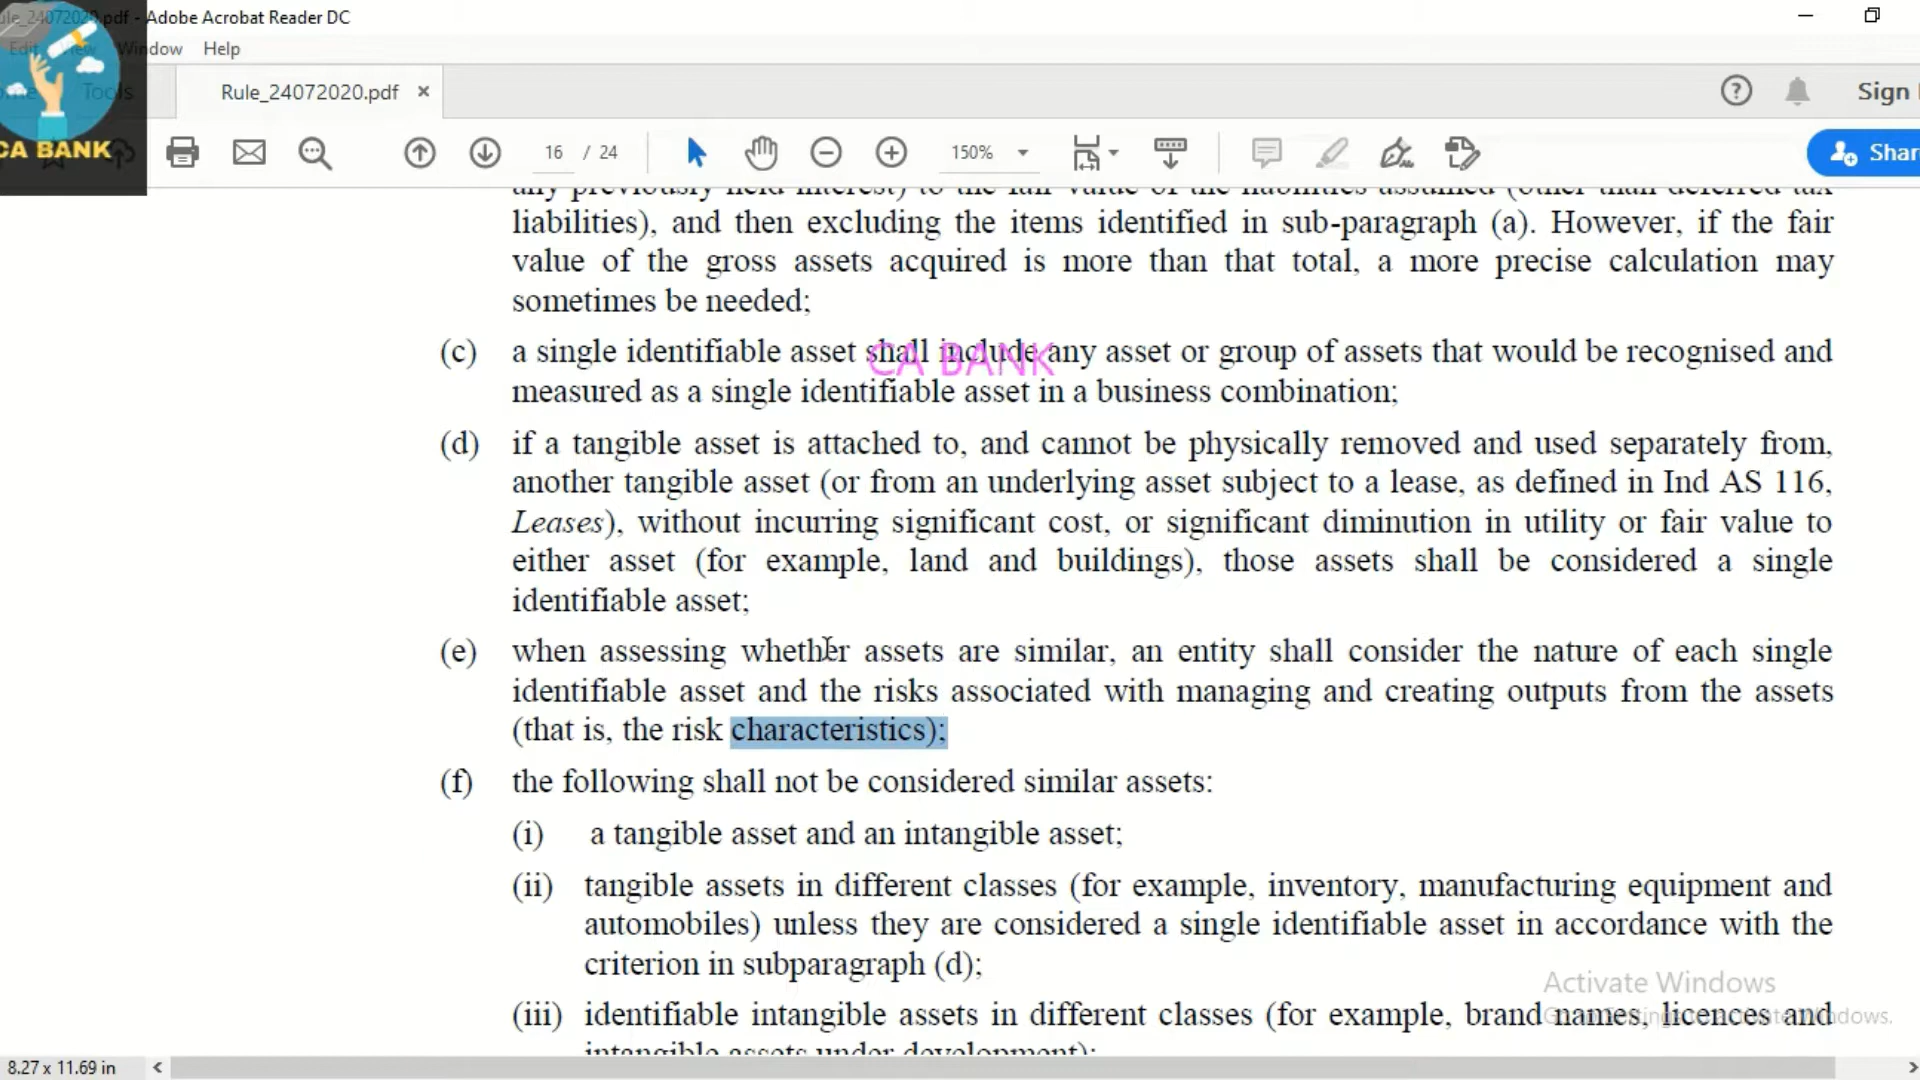 ule_24072020.pdf - Adobe Acrobat Reader DC
Edit View Window Help
Tools Rule_24072020.pdf × Sign
CA BANK 16 / 24 150% Shar
any previously held interest) to the fair value of the liabilities assumed (other than deferred tax
liabilities), and then excluding the items identified in sub-paragraph (a). However, if the fair
value of the gross assets acquired is more than that total, a more precise calculation may
sometimes be needed;
(c) a single identifiable asset shall include any asset or group of assets that would be recognised and
CA BANK
measured as a single identifiable asset in a business combination;
(d) if a tangible asset is attached to, and cannot be physically removed and used separately from,
another tangible asset (or from an underlying asset subject to a lease, as defined in Ind AS 116,
Leases), without incurring significant cost, or significant diminution in utility or fair value to
either asset (for example, land and buildings), those assets shall be considered a single
identifiable asset;
(e) when assessing whether assets are similar, an entity shall consider the nature of each single
identifiable asset and the risks associated with managing and creating outputs from the assets
(that is, the risk characteristics);
(f) the following shall not be considered similar assets:
(i) a tangible asset and an intangible asset;
(ii) tangible assets in different classes (for example, inventory, manufacturing equipment and
automobiles) unless they are considered a single identifiable asset in accordance with the
criterion in subparagraph (d);
Activate Windows
(iii) identifiable intangible assets in different classes (for example, brand names, licences and
Go to Settings to activate Windows.
intangible assets under development);
8.27 x 11.69 in